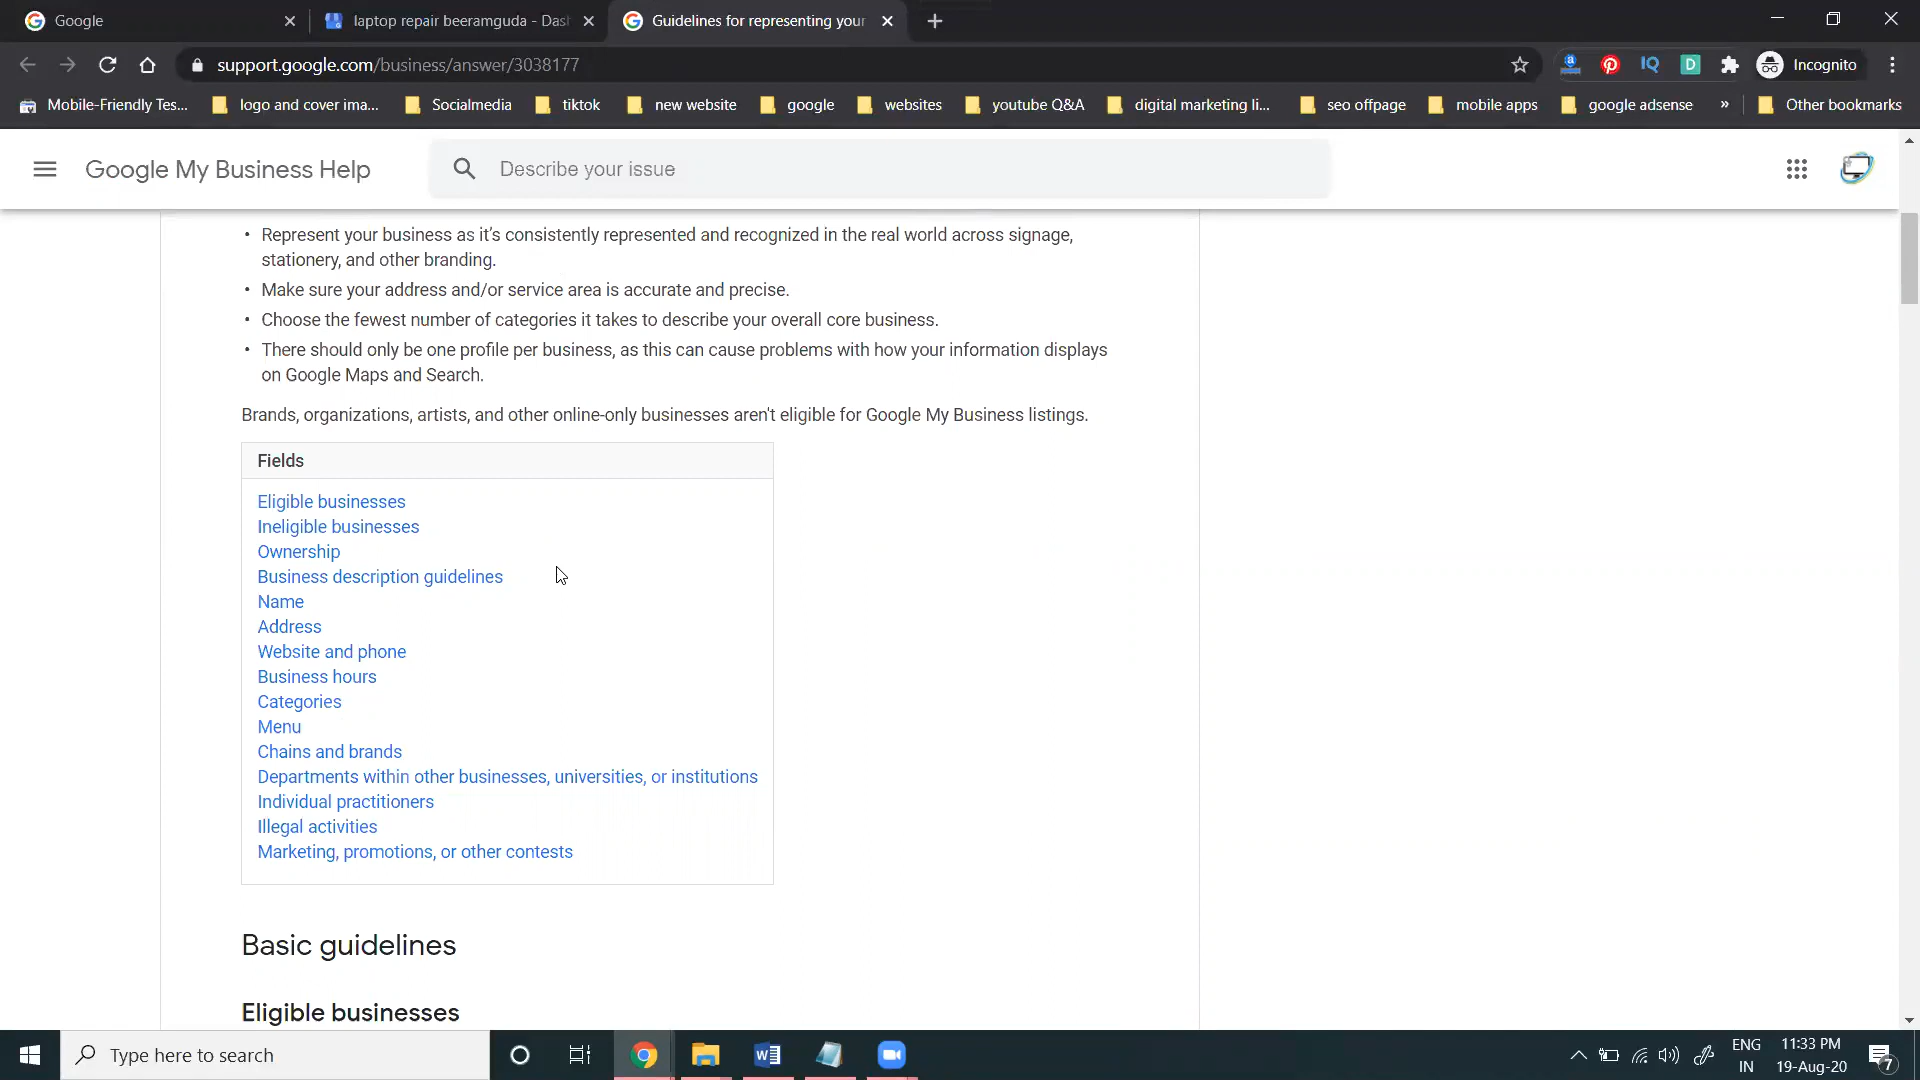 Google
laptop repair beeramguda - Das
Guidelines for representing your
support.google.com/business/answer/3038177
Incognito
Mobile-Friendly Tes...
logo and cover ima...
Socialmedia
tiktok
new website
google
websites
youtube Q&A
digital marketing li...
seo offpage
mobile apps
google adsense
»
Other bookmarks
Google My Business Help
Describe your issue
• Represent your business as it's consistently represented and recognized in the real world across signage,
stationery, and other branding.
• Make sure your address and/or service area is accurate and precise.
• Choose the fewest number of categories it takes to describe your overall core business.
• There should only be one profile per business, as this can cause problems with how your information displays
on Google Maps and Search.
Brands, organizations, artists, and other online-only businesses aren't eligible for Google My Business listings.
Fields
Eligible businesses
Ineligible businesses
Ownership
Business description guidelines
Name
Address
Website and phone
Business hours
Categories
Menu
Chains and brands
Departments within other businesses, universities, or institutions
Individual practitioners
Illegal activities
Marketing, promotions, or other contests
Basic guidelines
Eligible businesses
Type here to search
ENG
IN
11:33 PM
19-Aug-20
7